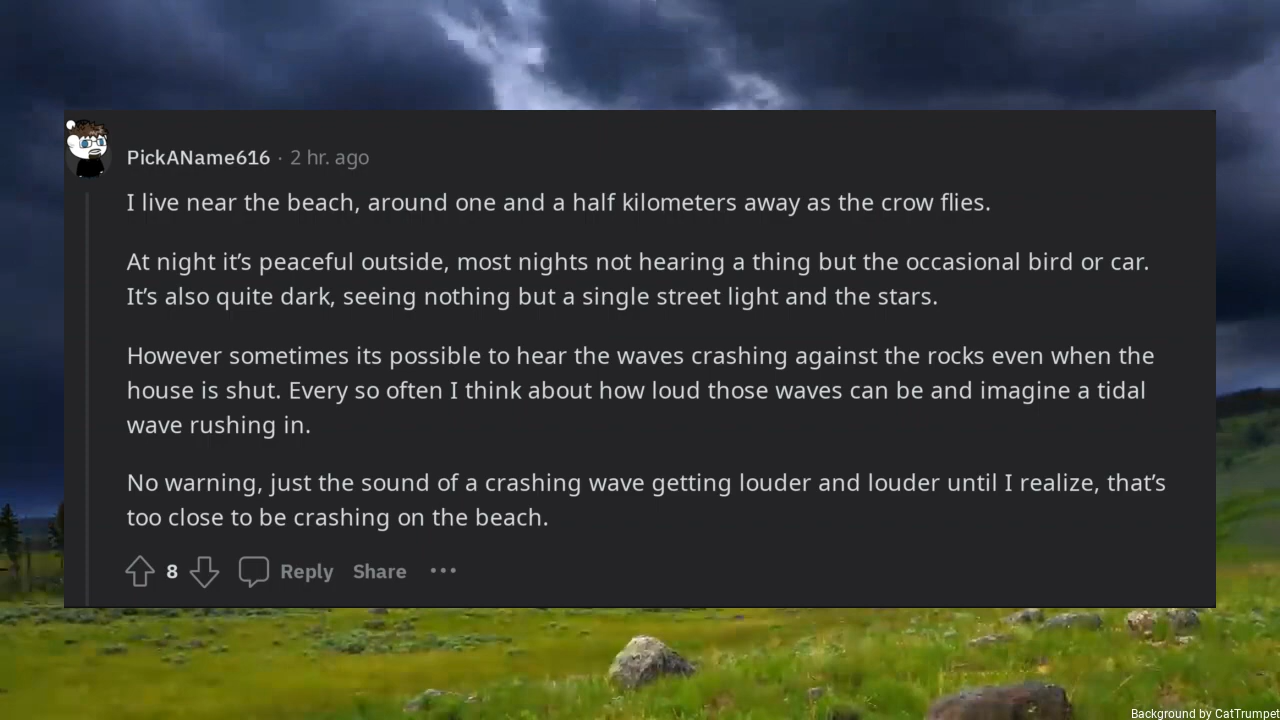 PickAName616 · 2 hr. ago
I live near the beach, around one and a half kilometers away as the crow flies.
At night it’s peaceful outside, most nights not hearing a thing but the occasional bird or car.
It’s also quite dark, seeing nothing but a single street light and the stars.
However sometimes its possible to hear the waves crashing against the rocks even when the
house is shut. Every so often I think about how loud those waves can be and imagine a tidal
wave rushing in.
No warning, just the sound of a crashing wave getting louder and louder until I realize, that’s
too close to be crashing on the beach.
8 Reply Share ···
Background by CatTrumpet